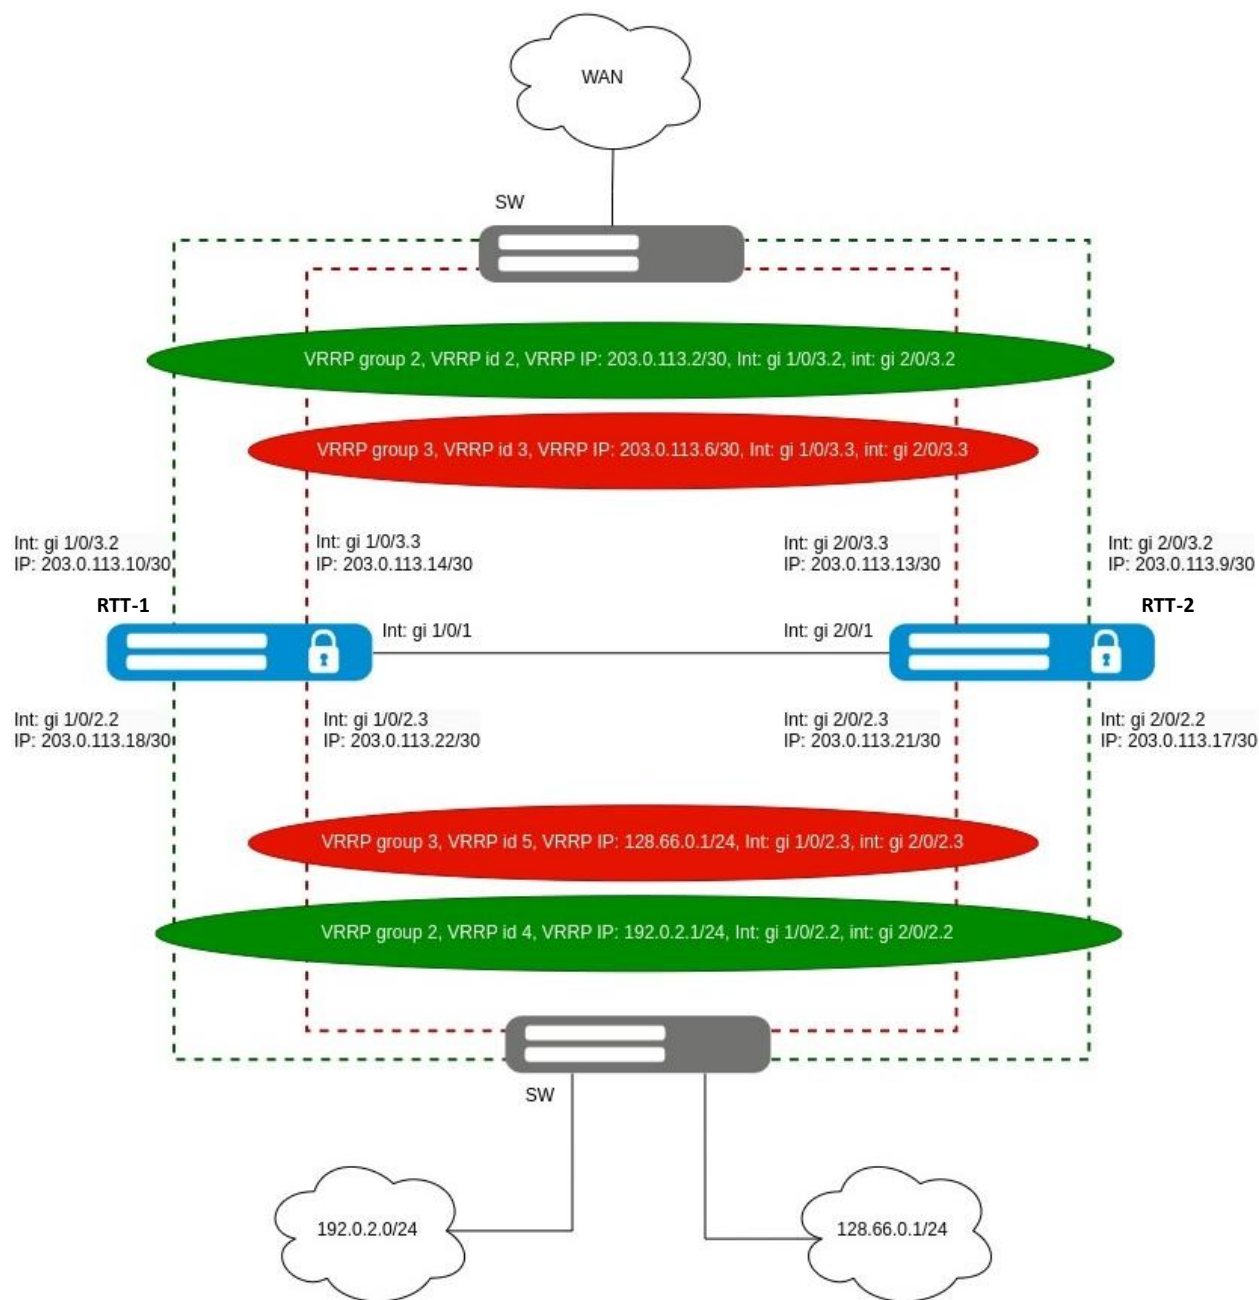 WAN
SW
VRRP group 2, VRRP id 2, VRRP IP: 203.0.113.2/30, Int: gi 1/0/3.2, int: gi 2/0/3.2
VRRP group 3, VRRP id 3, VRRP IP: 203.0.113.6/30, Int: gi 1/0/3.3, int: gi 2/0/3.3
Int: gi 1/0/3.2
IP: 203.0.113.10/30
Int: gi 1/0/3.3
IP: 203.0.113.14/30
Int: gi 2/0/3.3
IP: 203.0.113.13/30
Int: gi 2/0/3.2
IP: 203.0.113.9/30
RTT-1
RTT-2
Int: gi 1/0/1
Int: gi 2/0/1
Int: gi 1/0/2.2
IP: 203.0.113.18/30
Int: gi 1/0/2.3
IP: 203.0.113.22/30
Int: gi 2/0/2.3
IP: 203.0.113.21/30
Int: gi 2/0/2.2
IP: 203.0.113.17/30
VRRP group 3, VRRP id 5, VRRP IP: 128.66.0.1/24, Int: gi 1/0/2.3, int: gi 2/0/2.3
VRRP group 2, VRRP id 4, VRRP IP: 192.0.2.1/24, Int: gi 1/0/2.2, int: gi 2/0/2.2
SW
192.0.2.0/24
128.66.0.1/24